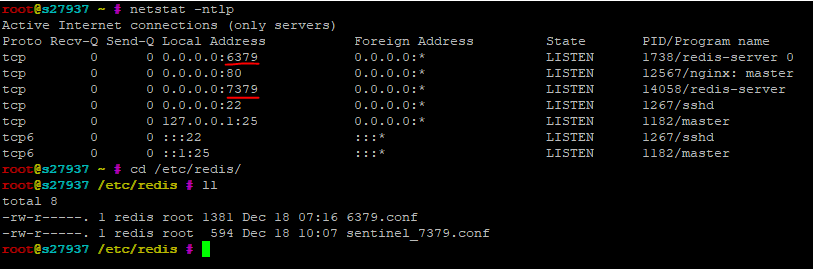 root@s27937 ~ # netstat -ntlp
Active Internet connections (only servers)
Proto Recv-Q Send-Q Local Address           Foreign Address         State       PID/Program name
tcp        0      0 0.0.0.0:6379            0.0.0.0:*               LISTEN      1738/redis-server 0
tcp        0      0 0.0.0.0:80              0.0.0.0:*               LISTEN      12567/nginx: master
tcp        0      0 0.0.0.0:7379            0.0.0.0:*               LISTEN      14058/redis-server
tcp        0      0 0.0.0.0:22              0.0.0.0:*               LISTEN      1267/sshd
tcp        0      0 127.0.0.1:25            0.0.0.0:*               LISTEN      1182/master
tcp6       0      0 :::22                   :::*                    LISTEN      1267/sshd
tcp6       0      0 ::1:25                  :::*                    LISTEN      1182/master
root@s27937 ~ # cd /etc/redis/
root@s27937 /etc/redis # ll
total 8
-rw-r-----. 1 redis root 1381 Dec 18 07:16 6379.conf
-rw-r-----. 1 redis root  594 Dec 18 10:07 sentinel_7379.conf
root@s27937 /etc/redis #